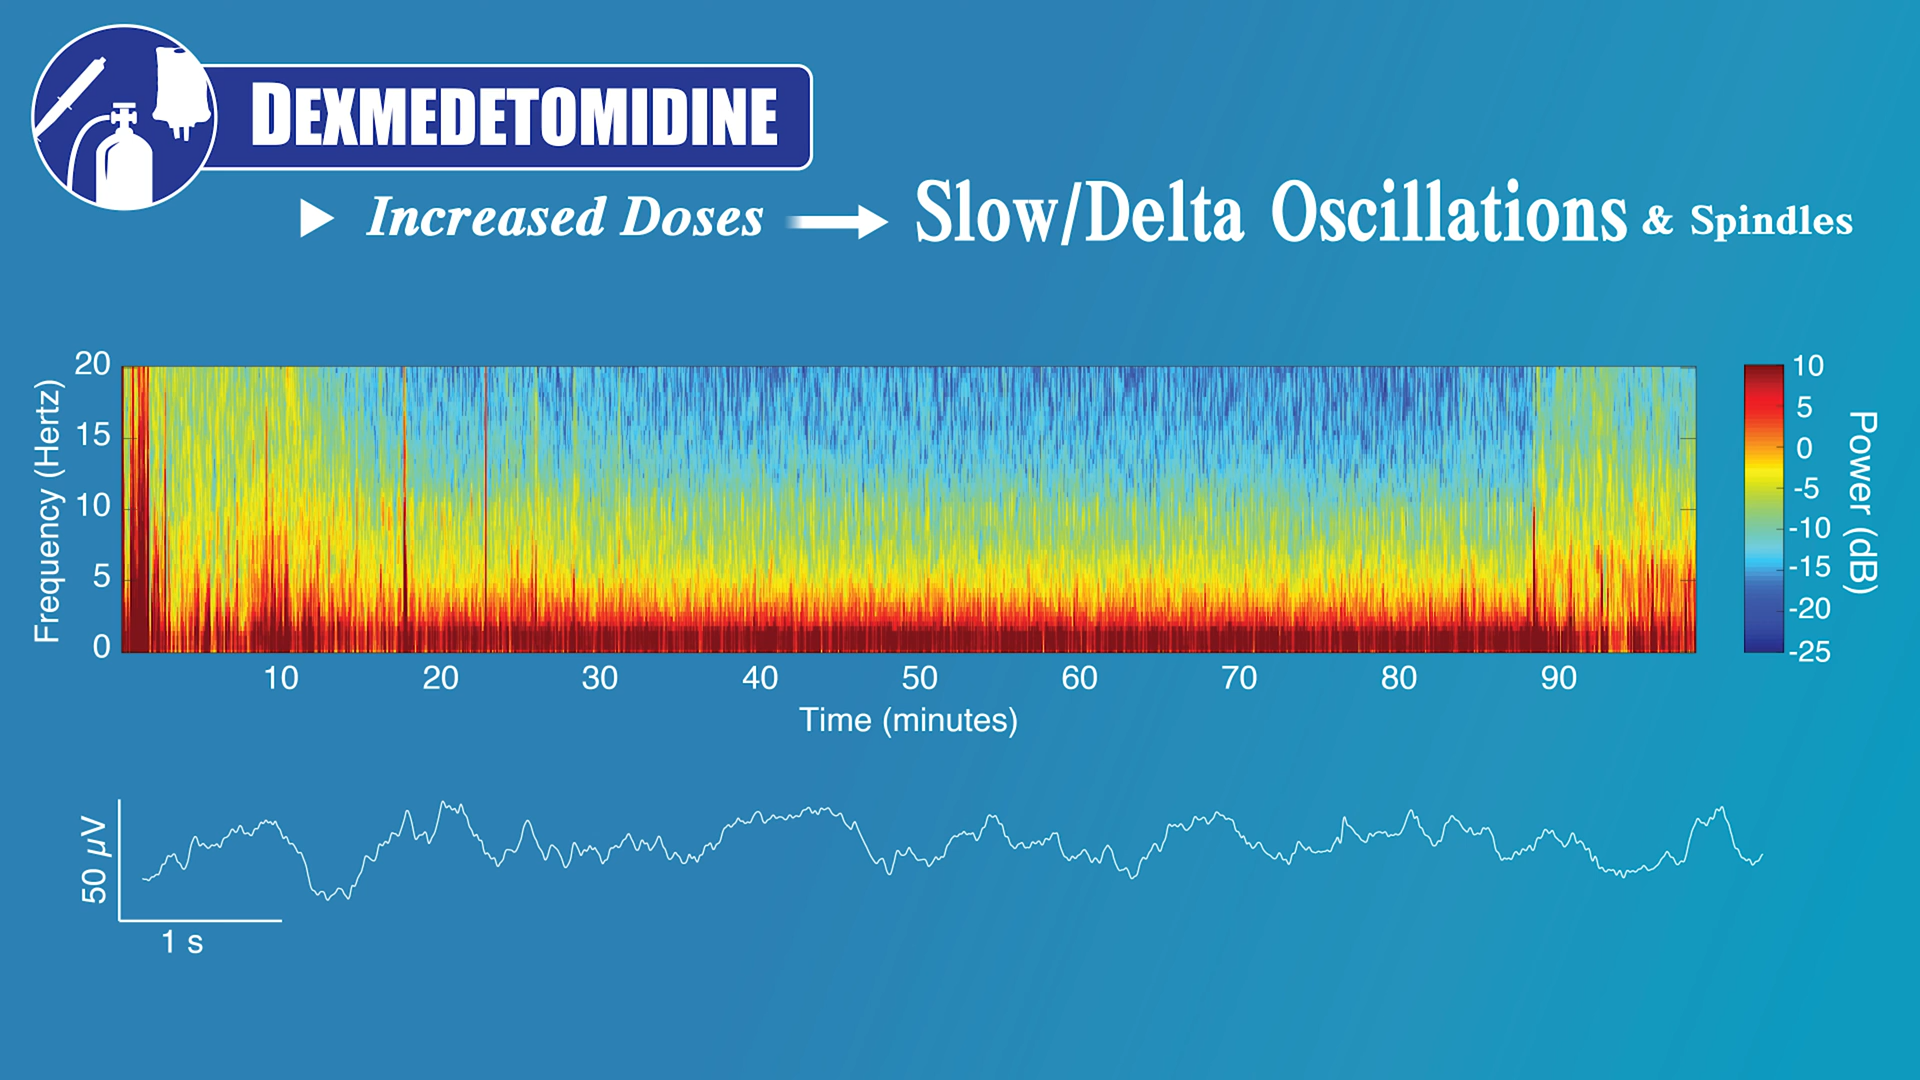 DEXMEDETOMIDINE
Increased Doses
Slow/Delta Oscillations & Spindles
Frequency (Hertz)
20
15
10
5
0
10
20
30
40
50
60
70
80
90
Time (minutes)
10
5
0
-5
-10
-15
-20
-25
Power (dB)
50 µV
1 s